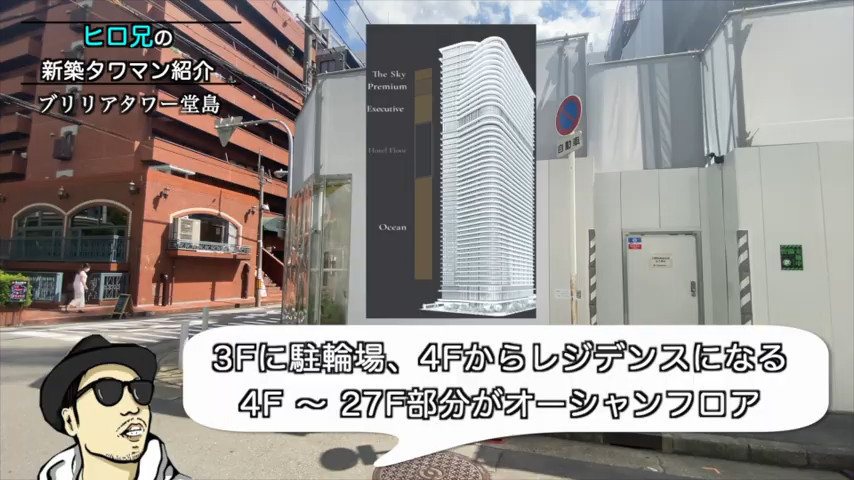 ヒロ兄の
新築タワマン紹介
ブリリアタワー堂島
The Sky
Premium
Executive
Hotel Floor
Ocean
自動車
3Fに駐輪場、4Fからレジデンスになる
4F ～ 27F部分がオーシャンフロア